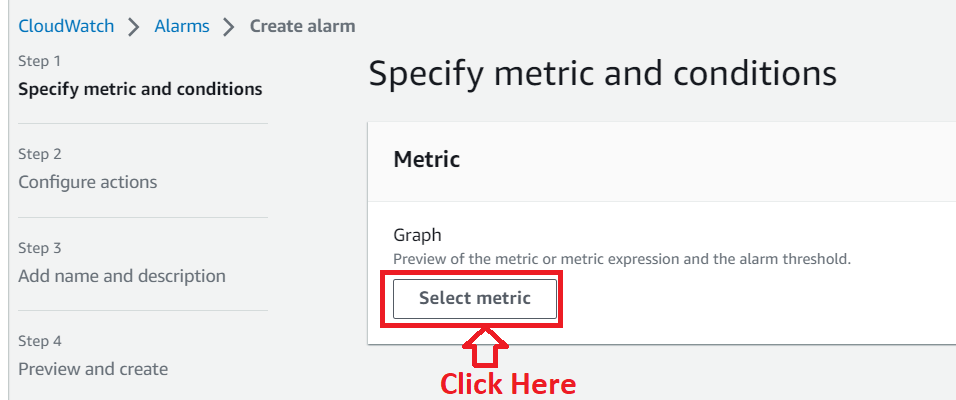 CloudWatch > Alarms > Create alarm
Step 1
Specify metric and conditions
Step 2
Configure actions
Step 3
Add name and description
Step 4
Preview and create
Specify metric and conditions
Metric
Graph
Preview of the metric or metric expression and the alarm threshold.
Select metric
Click Here